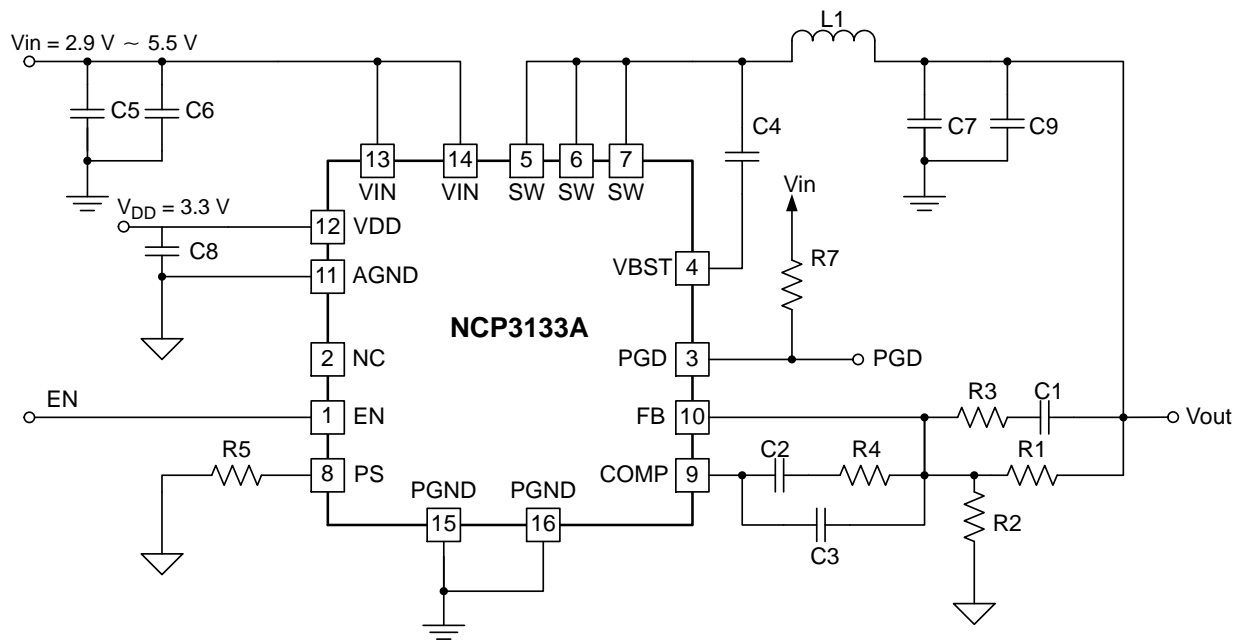 L1
Vin = 2.9 V ~ 5.5 V
C5
C6
C4
C7
C9
13
14
5
6
7
VIN
VIN
SW
SW
SW
Vin
V_DD = 3.3 V
12
VDD
C8
11
AGND
VBST
4
R7
NCP3133A
2
NC
PGD
3
PGD
EN
1
EN
FB
10
R3
C1
Vout
R5
8
PS
COMP
9
C2
R4
R1
PGND
PGND
15
16
C3
R2